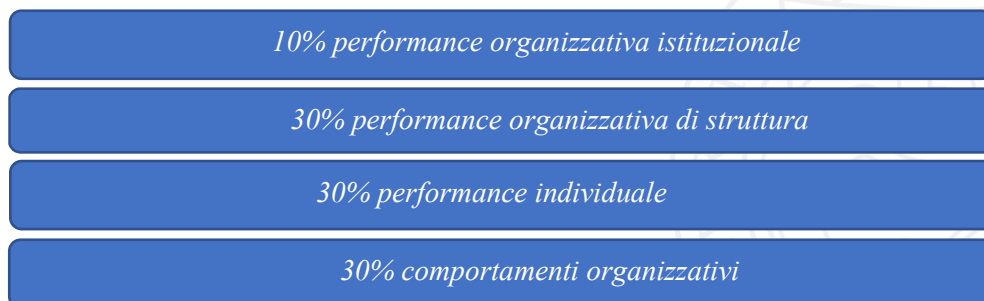 10% performance organizzativa istituzionale
30% performance organizzativa di struttura
30% performance individuale
30% comportamenti organizzativi